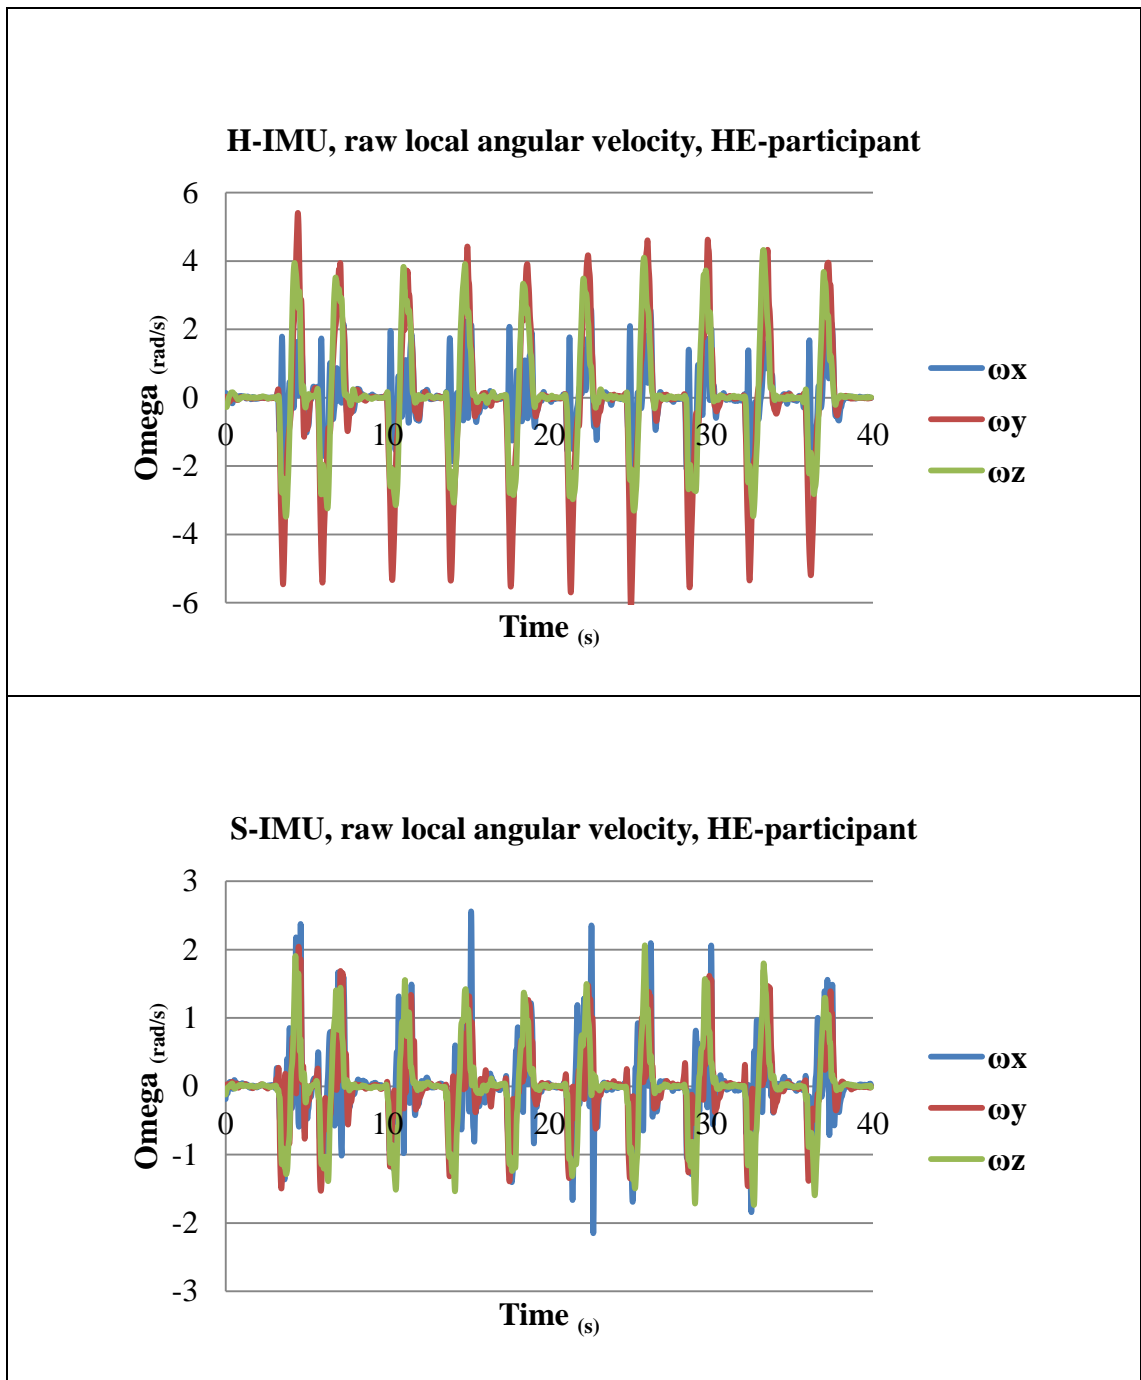 H-IMU, raw local angular velocity, HE-participant
6
4
2
0
-2
-4
-6
0 10 20 30 40
Omega (rad/s)
Time (s)
ωx
ωy
ωz
S-IMU, raw local angular velocity, HE-participant
3
2
1
0
-1
-2
-3
0 10 20 30 40
Omega (rad/s)
Time (s)
ωx
ωy
ωz